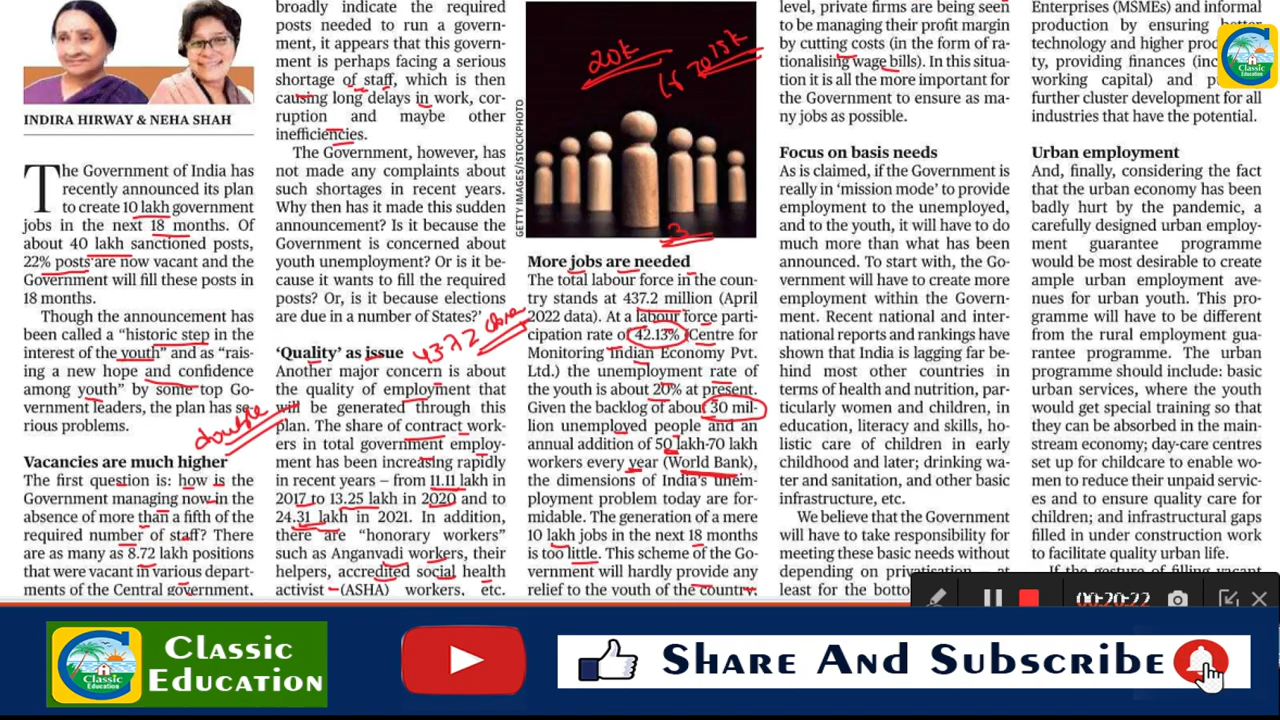 INDIRA HIRWAY & NEHA SHAH
The Government of India has
recently announced its plan
to create 10 lakh government
jobs in the next 18 months. Of
about 40 lakh sanctioned posts,
22% posts are now vacant and the
Government will fill these posts in
18 months.
Though the announcement has
been called a “historic step in the
interest of the youth” and as “rais-
ing a new hope and confidence
among youth” by some top Go-
vernment leaders, the plan has se-
rious problems.
double
Vacancies are much higher
The first question is: how is the
Government managing now in the
absence of more than a fifth of the
required number of staff? There
are as many as 8.72 lakh positions
that were vacant in various depart-
ments of the Central government,
broadly indicate the required
posts needed to run a govern-
ment, it appears that this govern-
ment is perhaps facing a serious
shortage of staff, which is then
causing long delays in work, cor-
ruption and maybe other
inefficiencies.
The Government, however, has
not made any complaints about
such shortages in recent years.
Why then has it made this sudden
announcement? Is it because the
Government is concerned about
youth unemployment? Or is it be-
cause it wants to fill the required
posts? Or, is it because elections
are due in a number of States?
‘Quality’ as issue
Another major concern is about
the quality of employment that
will be generated through this
plan. The share of contract work-
ers in total government employ-
ment has been increasing rapidly
in recent years – from 11.11 lakh in
2017 to 13.25 lakh in 2020 and to
24.31 lakh in 2021. In addition,
there are “honorary workers”
such as Anganvadi workers, their
helpers, accredited social health
activist (ASHA) workers, etc.
20k
15k
3
GETTY IMAGES/ISTOCKPHOTO
More jobs are needed
The total labour force in the coun-
try stands at 437.2 million (April
2022 data). At a labour force parti-
cipation rate of 42.13% (Centre for
Monitoring Indian Economy Pvt.
Ltd.) the unemployment rate of
the youth is about 20% at present.
Given the backlog of about 30 mil-
lion unemployed people and an
annual addition of 50 lakh-70 lakh
workers every year (World Bank),
the dimensions of India’s unem-
ployment problem today are for-
midable. The generation of a mere
10 lakh jobs in the next 18 months
is too little. This scheme of the Go-
vernment will hardly provide any
relief to the youth of the country,
level, private firms are being seen
to be managing their profit margin
by cutting costs (in the form of ra-
tionalising wage bills). In this situa-
tion it is all the more important for
the Government to ensure as ma-
ny jobs as possible.
Focus on basis needs
As is claimed, if the Government is
really in ‘mission mode’ to provide
employment to the unemployed,
and to the youth, it will have to do
much more than what has been
announced. To start with, the Go-
vernment will have to create more
employment within the Govern-
ment. Recent national and inter-
national reports and rankings have
shown that India is lagging far be-
hind most other countries in
terms of health and nutrition, par-
ticularly women and children, in
education, literacy and skills, ho-
listic care of children in early
childhood and later; drinking wa-
ter and sanitation, and other basic
infrastructure, etc.
We believe that the Government
will have to take responsibility for
meeting these basic needs without
depending on privatisation — at
least for the botto
Enterprises (MSMEs) and informal
production by ensuring better
technology and higher
ty, providing finances
working capital) and
further cluster development for all
industries that have the potential.
Urban employment
And, finally, considering the fact
that the urban economy has been
badly hurt by the pandemic, a
carefully designed urban employ-
ment guarantee programme
would be most desirable to create
ample urban employment ave-
nues for urban youth. This pro-
gramme will have to be different
from the rural employment gua-
rantee programme. The urban
programme should include: basic
urban services, where the youth
would get special training so that
they can be absorbed in the main-
stream economy; day-care centres
set up for childcare to enable wo-
men to reduce their unpaid servic-
es and to ensure quality care for
children; and infrastructural gaps
filled in under construction work
to facilitate quality urban life.
If the gesture of filling vacant
Classic
Education
00:20:22
Classic
Education
Classic
Education
Share And Subscribe